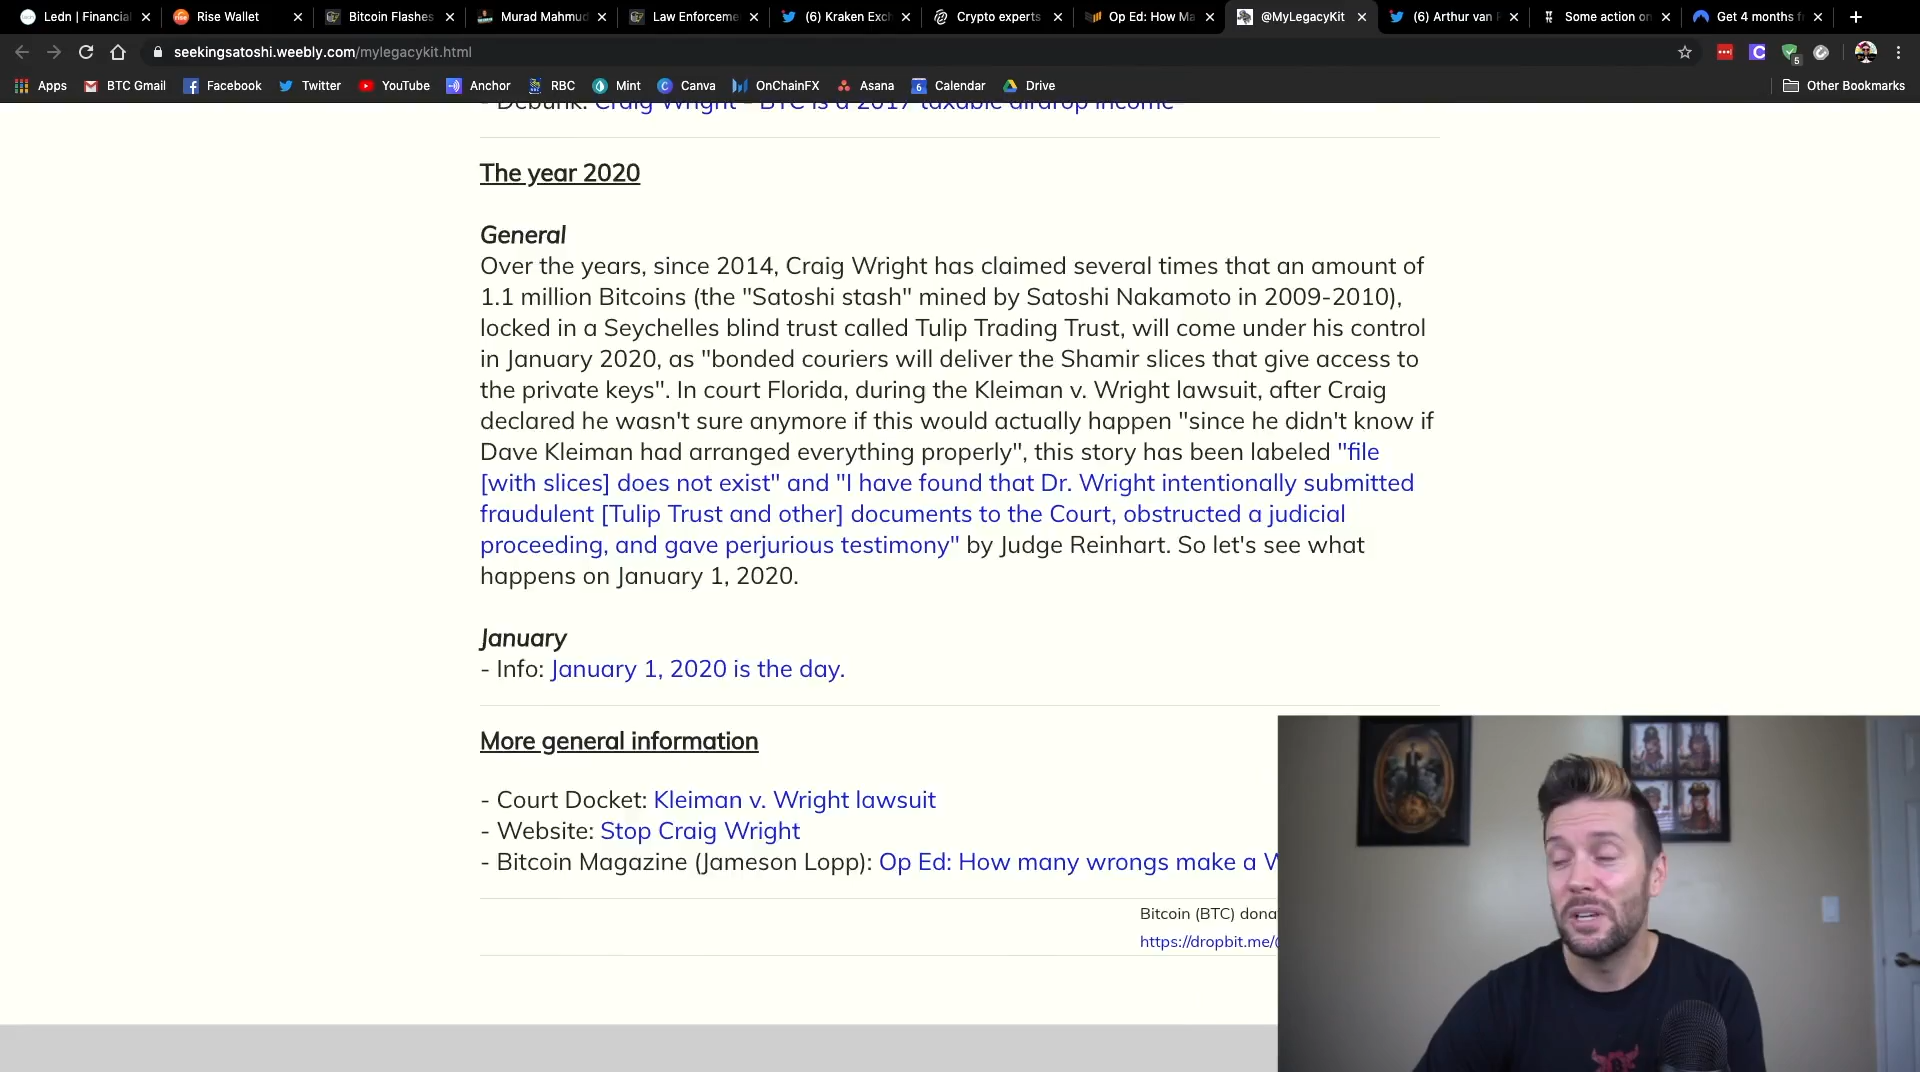 Ledn | Financial
Rise Wallet
Bitcoin Flashes
Murad Mahmud
Law Enforceme
(6) Kraken Exc
Crypto experts
Op Ed: How Ma
@MyLegacyKit
(6) Arthur van
Some action on
Get 4 months f
seekingsatoshi.weebly.com/mylegacykit.html
5
Apps
BTC Gmail
Facebook
Twitter
YouTube
Anchor
RBC
Mint
Canva
OnChainFX
Asana
Calendar
Drive
Other Bookmarks
- Debunk: Craig Wright - BTC is a 2017 taxable airdrop income
The year 2020
General
Over the years, since 2014, Craig Wright has claimed several times that an amount of
1.1 million Bitcoins (the "Satoshi stash" mined by Satoshi Nakamoto in 2009-2010),
locked in a Seychelles blind trust called Tulip Trading Trust, will come under his control
in January 2020, as "bonded couriers will deliver the Shamir slices that give access to
the private keys". In court Florida, during the Kleiman v. Wright lawsuit, after Craig
declared he wasn't sure anymore if this would actually happen "since he didn't know if
Dave Kleiman had arranged everything properly", this story has been labeled "file
[with slices] does not exist" and "I have found that Dr. Wright intentionally submitted
fraudulent [Tulip Trust and other] documents to the Court, obstructed a judicial
proceeding, and gave perjurious testimony" by Judge Reinhart. So let's see what
happens on January 1, 2020.
January
- Info: January 1, 2020 is the day.
More general information
- Court Docket: Kleiman v. Wright lawsuit
- Website: Stop Craig Wright
- Bitcoin Magazine (Jameson Lopp): Op Ed: How many wrongs make a W
Bitcoin (BTC) dona
https://dropbit.me/